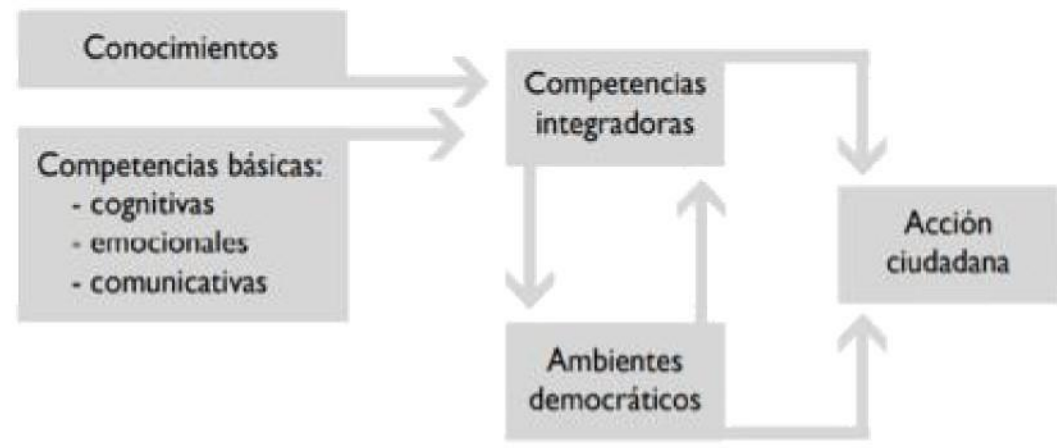 Conocimientos
Competencias básicas:
- cognitivas
- emocionales
- comunicativas
Competencias
integradoras
Ambientes
democráticos
Acción
ciudadana